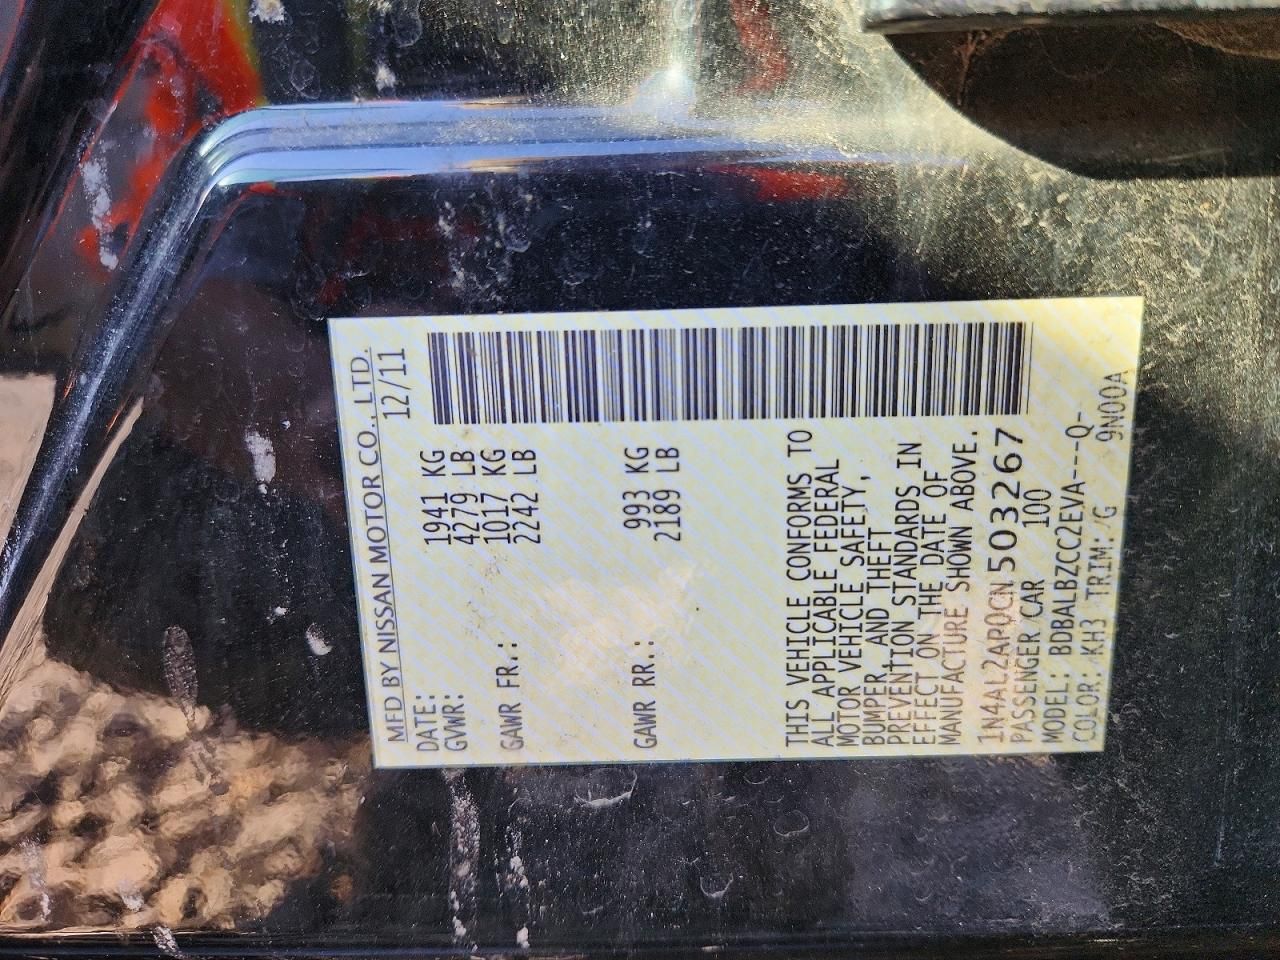 MFD BY NISSAN MOTOR CO., LTD.
DATE: 12/11
GVWR: 1941 KG
4279 LB
GAWR FR.: 1017 KG
2242 LB
GAWR RR.: 993 KG
2189 LB
THIS VEHICLE CONFORMS TO
ALL APPLICABLE FEDERAL
MOTOR VEHICLE SAFETY,
BUMPER, AND THEFT
PREVENTION STANDARDS IN
EFFECT ON THE DATE OF
MANUFACTURE SHOWN ABOVE.
1N4AL2AP0CN503267
PASSENGER CAR 100
MODEL: BDBALBZCC2EVA---Q-
COLOR: KH3 TRIM: /G 9N00A